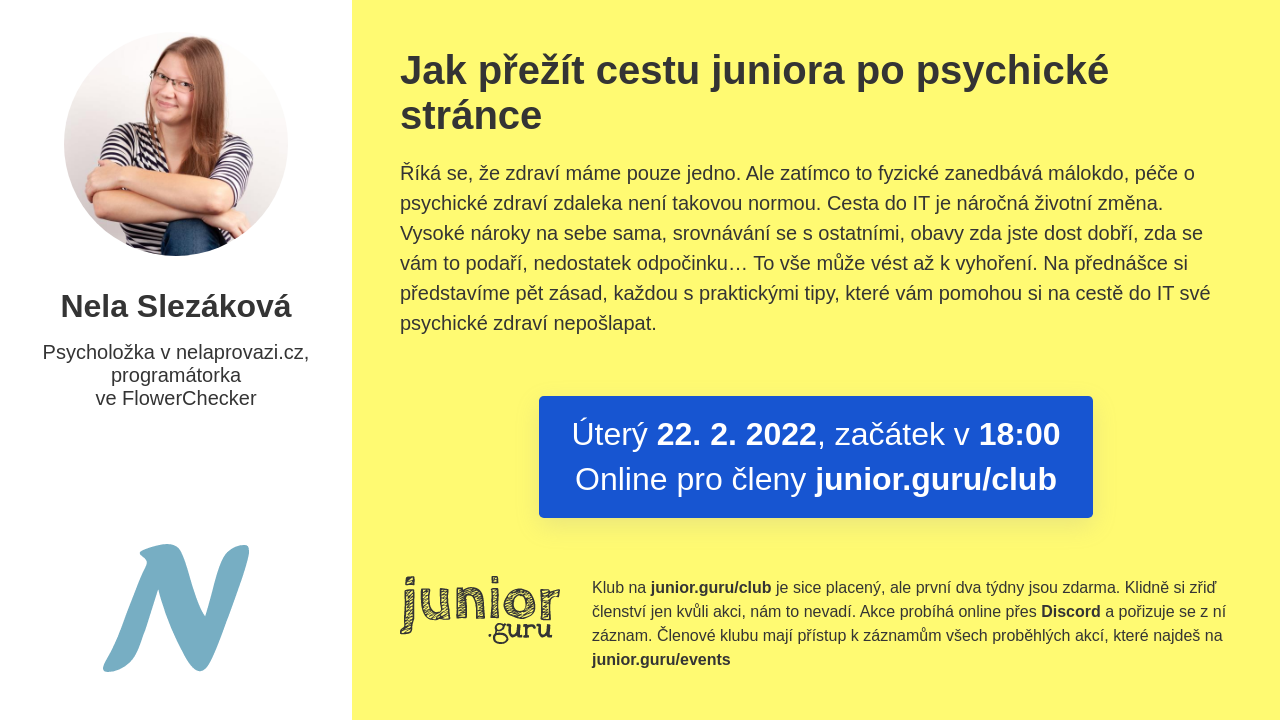 Nela Slezáková
Psycholožka v nelaprovazi.cz,
programátorka
ve FlowerChecker
N
Jak přežít cestu juniora po psychické
stránce
Říká se, že zdraví máme pouze jedno. Ale zatímco to fyzické zanedbává málokdo, péče o
psychické zdraví zdaleka není takovou normou. Cesta do IT je náročná životní změna.
Vysoké nároky na sebe sama, srovnávání se s ostatními, obavy zda jste dost dobří, zda se
vám to podaří, nedostatek odpočinku… To vše může vést až k vyhoření. Na přednášce si
představíme pět zásad, každou s praktickými tipy, které vám pomohou si na cestě do IT své
psychické zdraví nepošlapat.
Úterý 22. 2. 2022, začátek v 18:00
Online pro členy junior.guru/club
junior
.guru
Klub na junior.guru/club je sice placený, ale první dva týdny jsou zdarma. Klidně si zřiď
členství jen kvůli akci, nám to nevadí. Akce probíhá online přes Discord a pořizuje se z ní
záznam. Členové klubu mají přístup k záznamům všech proběhlých akcí, které najdeš na
junior.guru/events